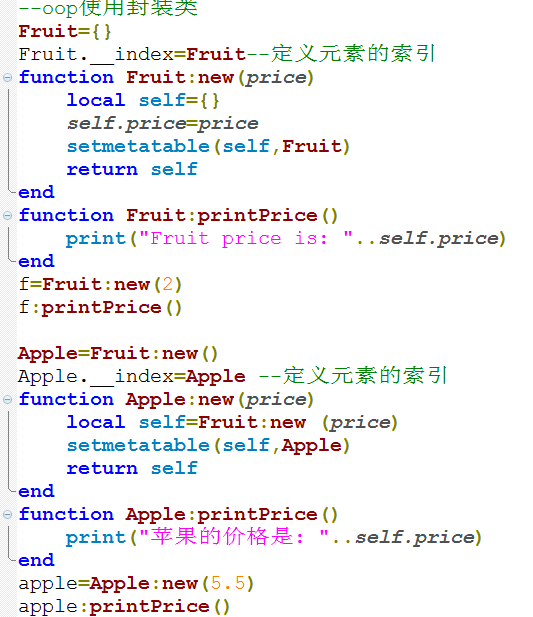 --oop使用封装类
Fruit={}
Fruit.__index=Fruit--定义元素的索引
function Fruit:new(price)
    local self={}
    self.price=price
    setmetatable(self,Fruit)
    return self
end
function Fruit:printPrice()
    print("Fruit price is: "..self.price)
end
f=Fruit:new(2)
f:printPrice()

Apple=Fruit:new()
Apple.__index=Apple --定义元素的索引
function Apple:new(price)
    local self=Fruit:new (price)
    setmetatable(self,Apple)
    return self
end
function Apple:printPrice()
    print("苹果的价格是: "..self.price)
end
apple=Apple:new(5.5)
apple:printPrice()